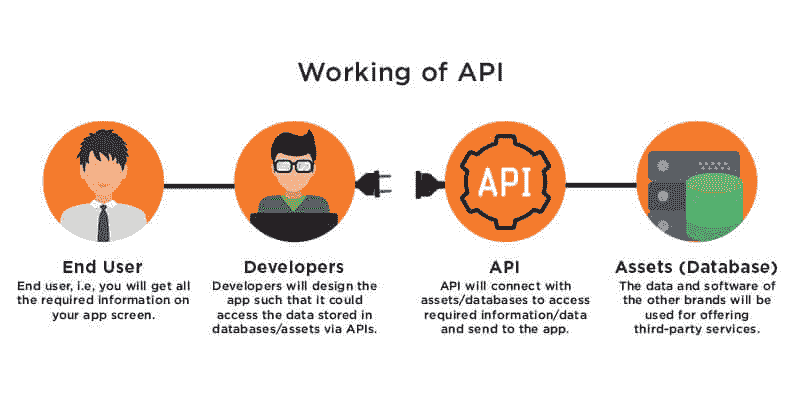 Working of API
API
End User
End user, i.e, you will get all
the required information on
your app screen.
Developers
Developers will design the
app such that it could
access the data stored in
databases/assets via APIs.
API
API will connect with
assets/databases to access
required information/data
and send to the app.
Assets (Database)
The data and software of
the other brands will be
used for offering
third-party services.